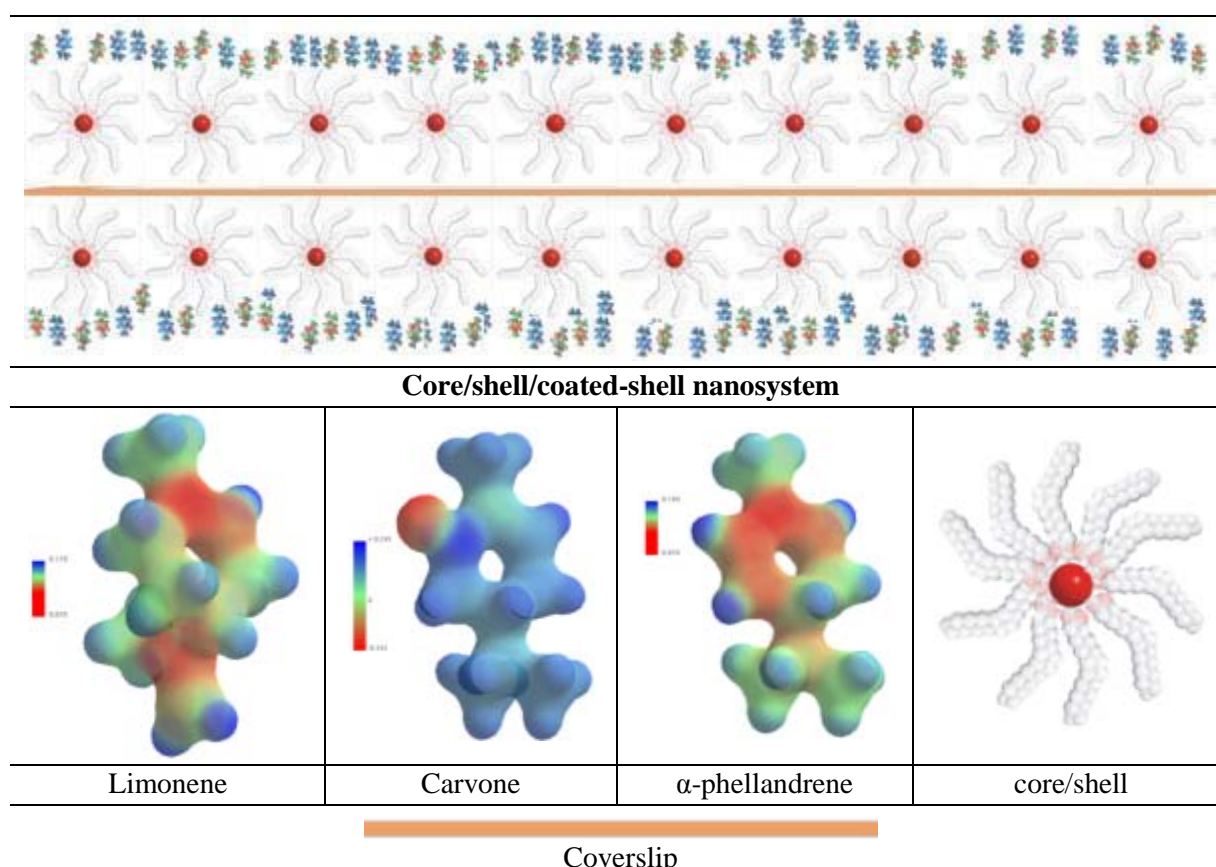 Core/shell/coated-shell nanosystem
Limonene
Carvone
α-phellandrene
core/shell
Coverslip